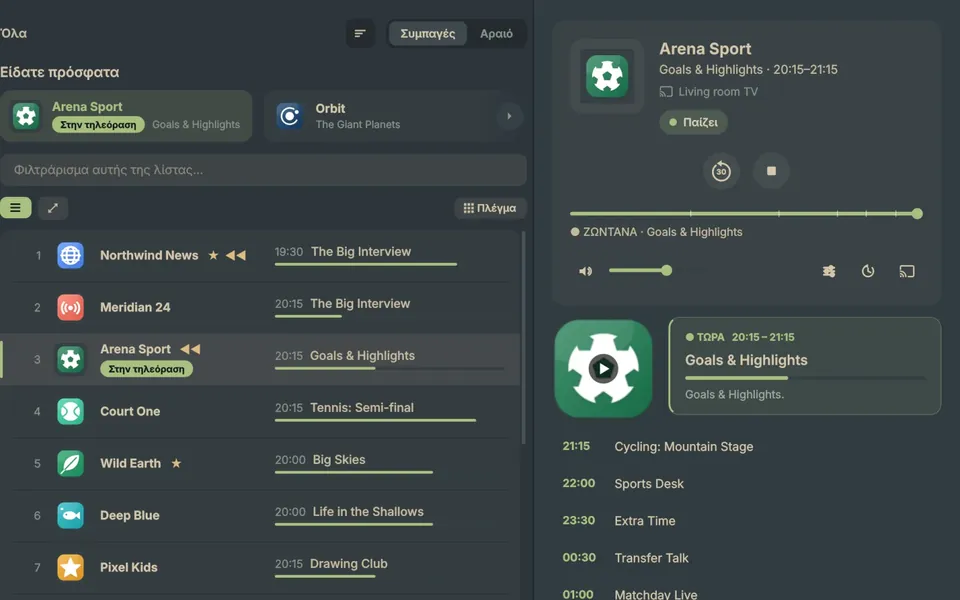 Όλα
Συμπαγές
Αραιό
Είδατε πρόσφατα
Arena Sport
Στην τηλεόραση
Goals & Highlights
Orbit
The Giant Planets
Φιλτράρισμα αυτής της λίστας...
Πλέγμα
1
Northwind News
19:30 The Big Interview
2
Meridian 24
20:15 The Big Interview
3
Arena Sport
Στην τηλεόραση
20:15 Goals & Highlights
4
Court One
20:15 Tennis: Semi-final
5
Wild Earth
20:00 Big Skies
6
Deep Blue
20:00 Life in the Shallows
7
Pixel Kids
20:15 Drawing Club
Arena Sport
Goals & Highlights · 20:15–21:15
Living room TV
Παίζει
30
ΖΩΝΤΑΝΑ · Goals & Highlights
ΤΩΡΑ 20:15 – 21:15
Goals & Highlights
Goals & Highlights.
21:15 Cycling: Mountain Stage
22:00 Sports Desk
23:30 Extra Time
00:30 Transfer Talk
01:00 Matchday Live